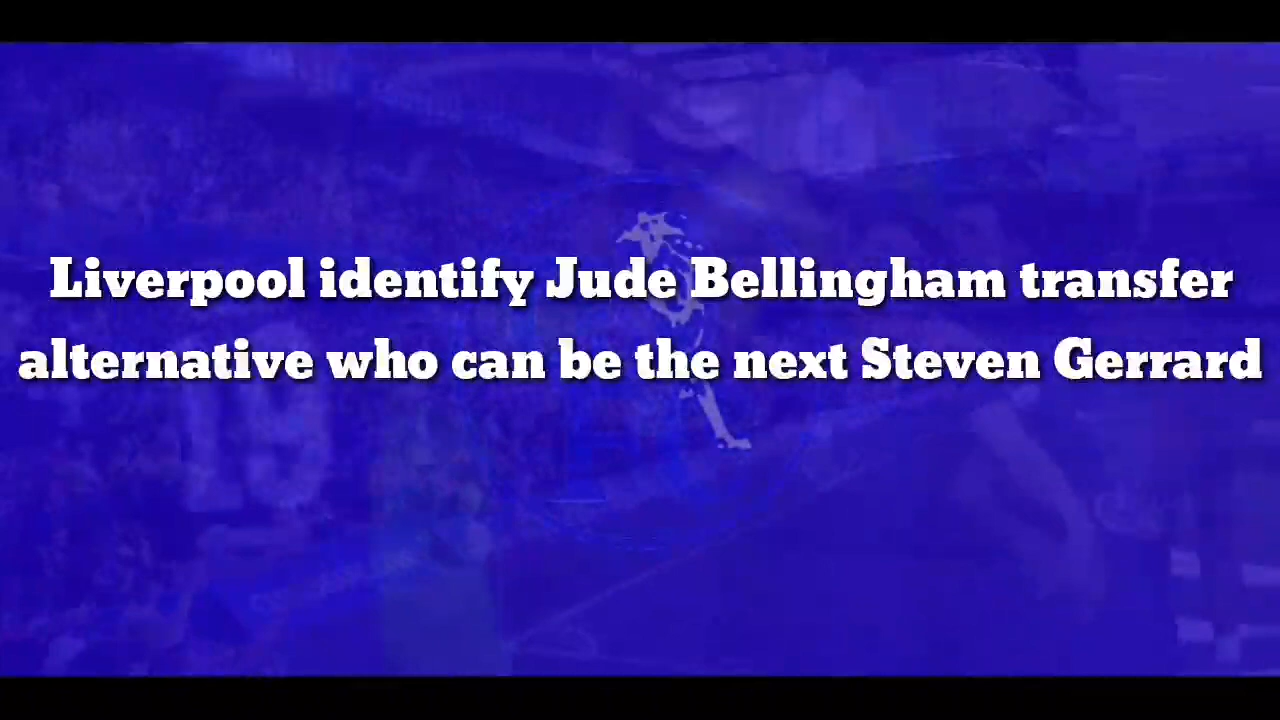 Liverpool identify Jude Bellingham transfer
alternative who can be the next Steven Gerrard